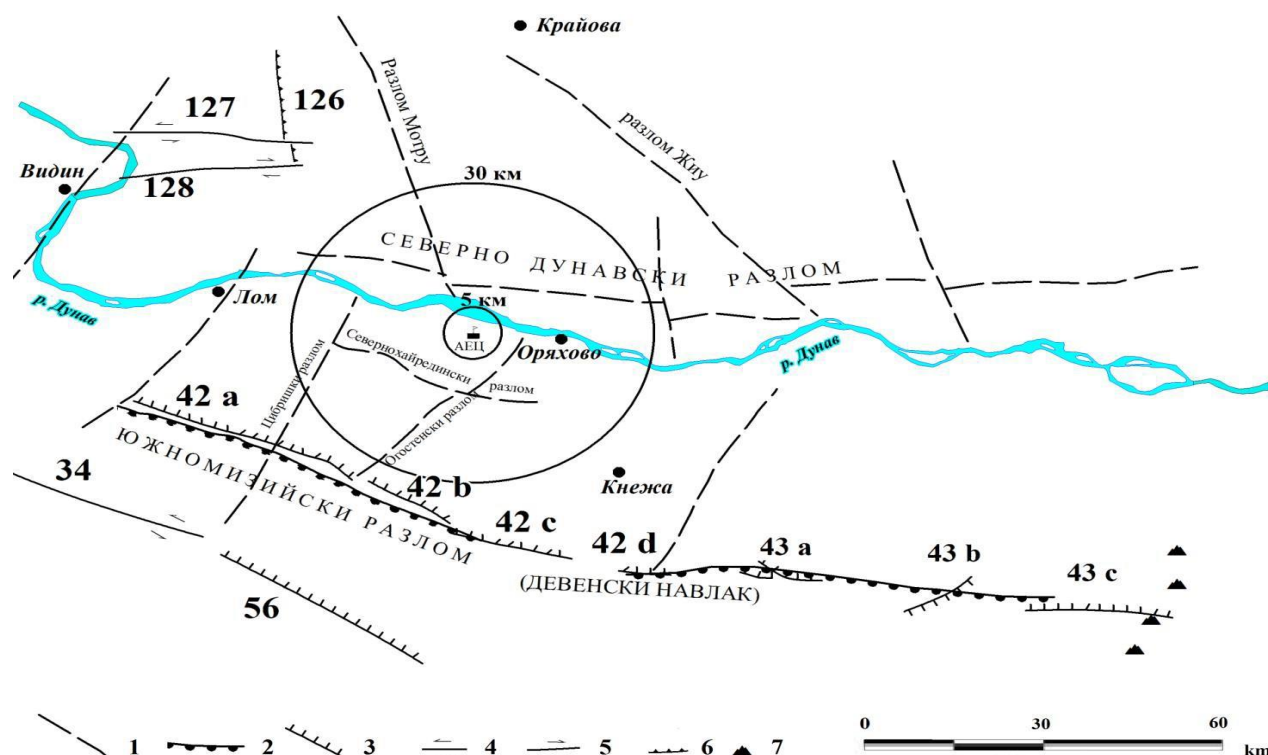 Крайова
Разлом Мотру
126
127
разлом Жиу
Видин
128
30 км
СЕВЕРНО ДУНАВСКИ РАЗЛОМ
Лом
р. Дунав
5 км
АЕЦ
Оряхово
р. Дунав
Севернохайредински разлом
Цибришки разлом
Огостенски разлом
42 a
ЮЖНОМИЗИЙСКИ РАЗЛОМ
34
42 b
Кнежа
42 c
42 d
43 a
43 b
43 c
(ДЕВЕНСКИ НАВЛАК)
56
1 2 3 4 5 6 7
0 30 60
km